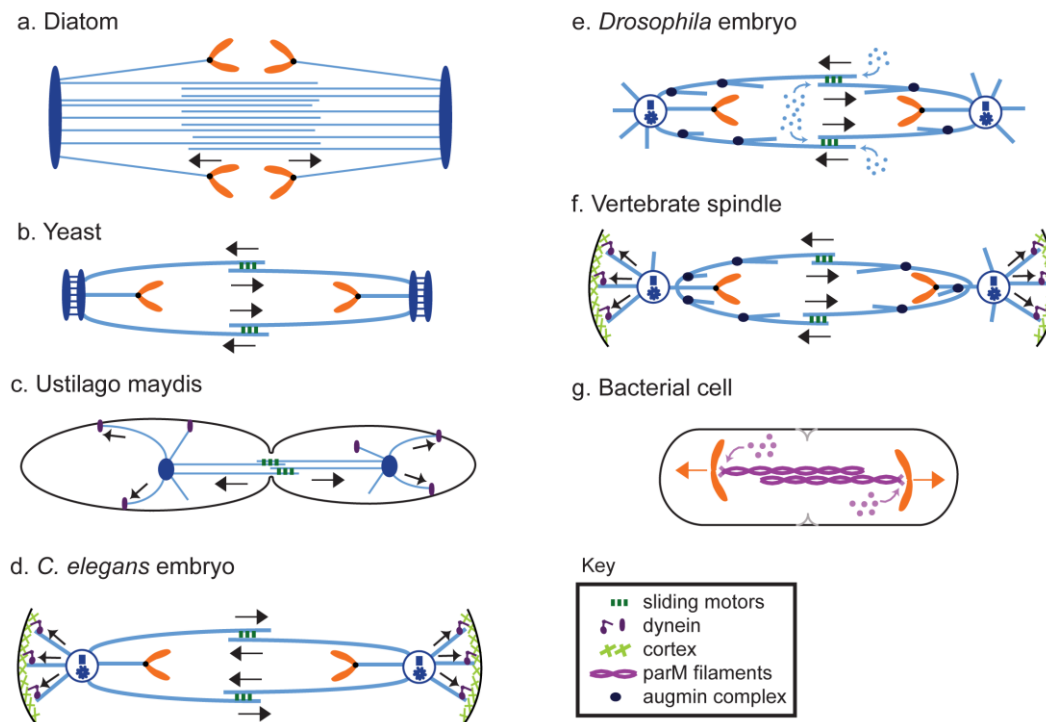 a. Diatom
b. Yeast
c. Ustilago maydis
d. C. elegans embryo
e. Drosophila embryo
f. Vertebrate spindle
g. Bacterial cell
Key
sliding motors
dynein
cortex
parM filaments
augmin complex